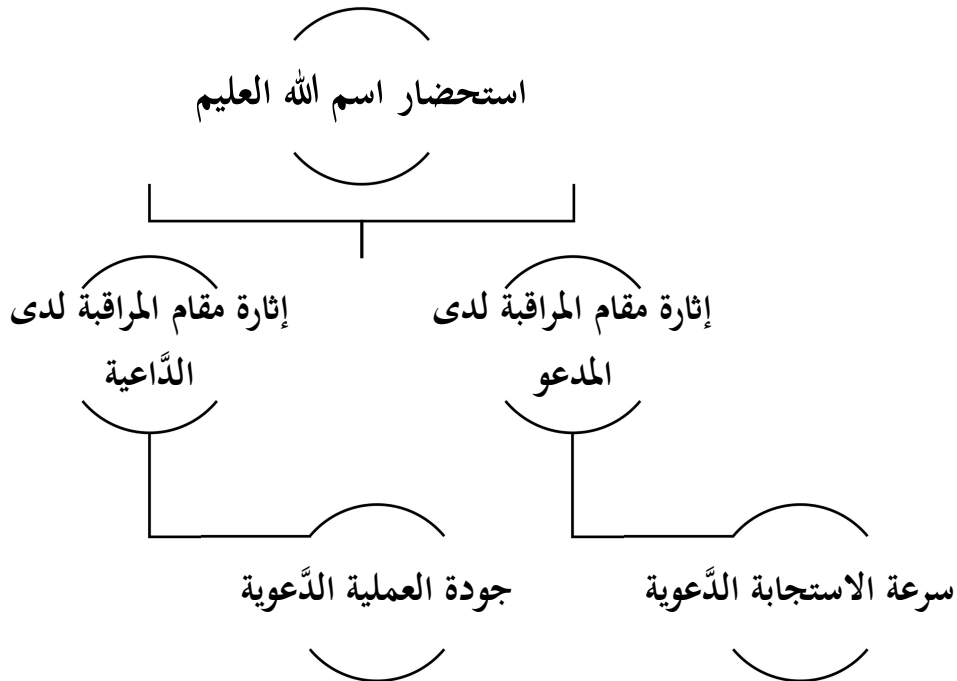 استحضار اسم الله العليم
إثارة مقام المراقبة لدى
المدعو
إثارة مقام المراقبة لدى
الدَّاعية
سرعة الاستجابة الدَّعوية
جودة العملية الدَّعوية